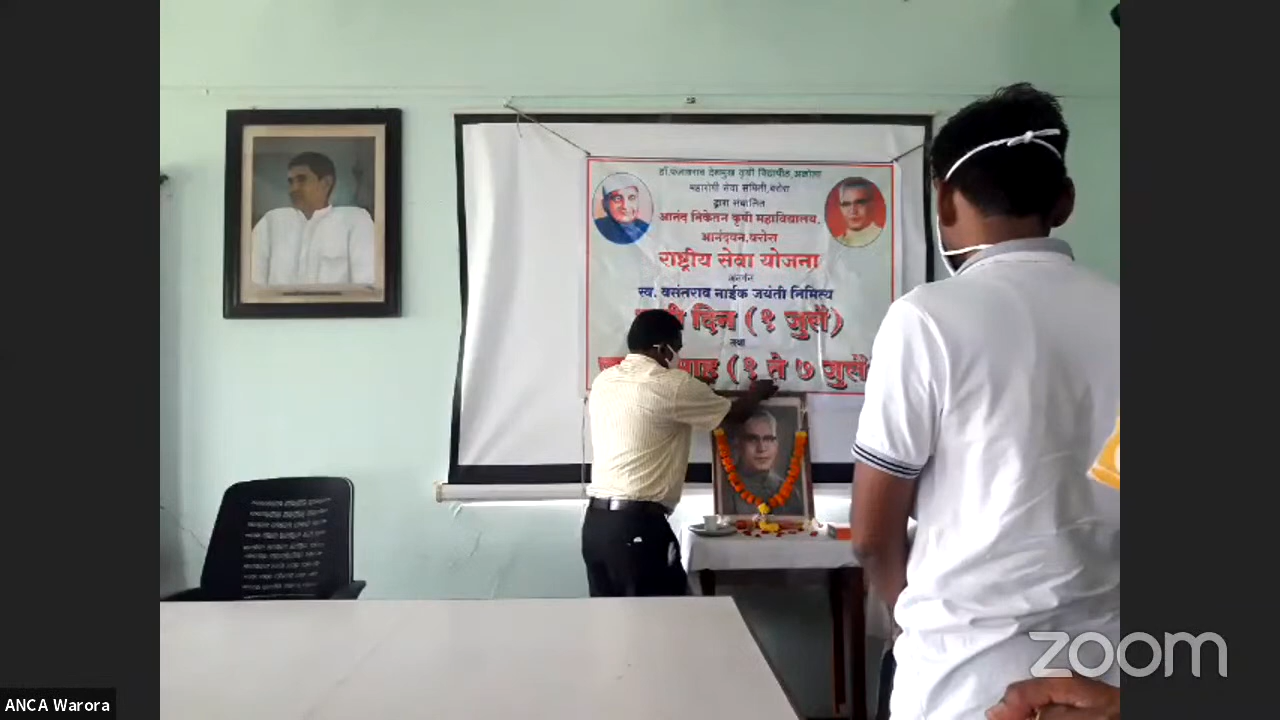 डॉ.पंजाबराव देशमुख कृषी विद्यापीठ,अकोला
महारोगी सेवा समिती,वरोरा
द्वारा संचालित
आनंद निकेतन कृषी महाविद्यालय.
आनंदवन,वरोरा
राष्ट्रीय सेवा योजना
अंतर्गत
स्व. वसंतराव नाईक जयंती निमित्य
दिन (१ जुलै)
तथा
(१ ते ७ जुलै
zoom
ANCA Warora